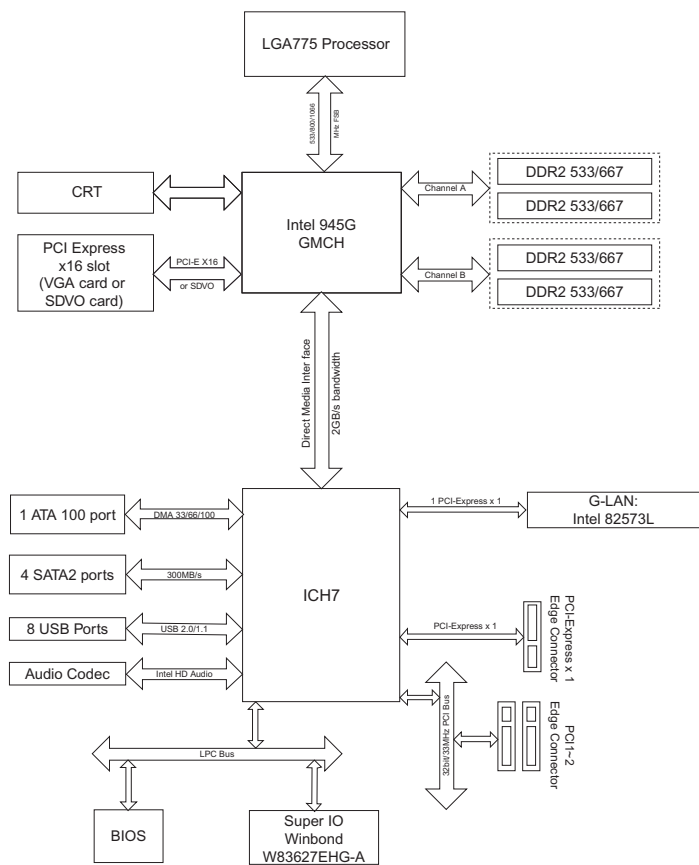 LGA775 Processor
533/800/1066
MHz FSB
CRT
Intel 945G
GMCH
Channel A
DDR2 533/667
DDR2 533/667
PCI Express
x16 slot
(VGA card or
SDVO card)
PCI-E X16
or SDVO
Channel B
DDR2 533/667
DDR2 533/667
Direct Media Inter face
2GB/s bandwidth
1 ATA 100 port
DMA 33/66/100
4 SATA2 ports
300MB/s
8 USB Ports
USB 2.0/1.1
Audio Codec
Intel HD Audio
ICH7
1 PCI-Express x 1
G-LAN:
Intel 82573L
PCI-Express x 1
PCI-Express x 1
Edge Connector
32bit/33MHz PCI Bus
PCI1~2
Edge Connector
LPC Bus
BIOS
Super IO
Winbond
W83627EHG-A